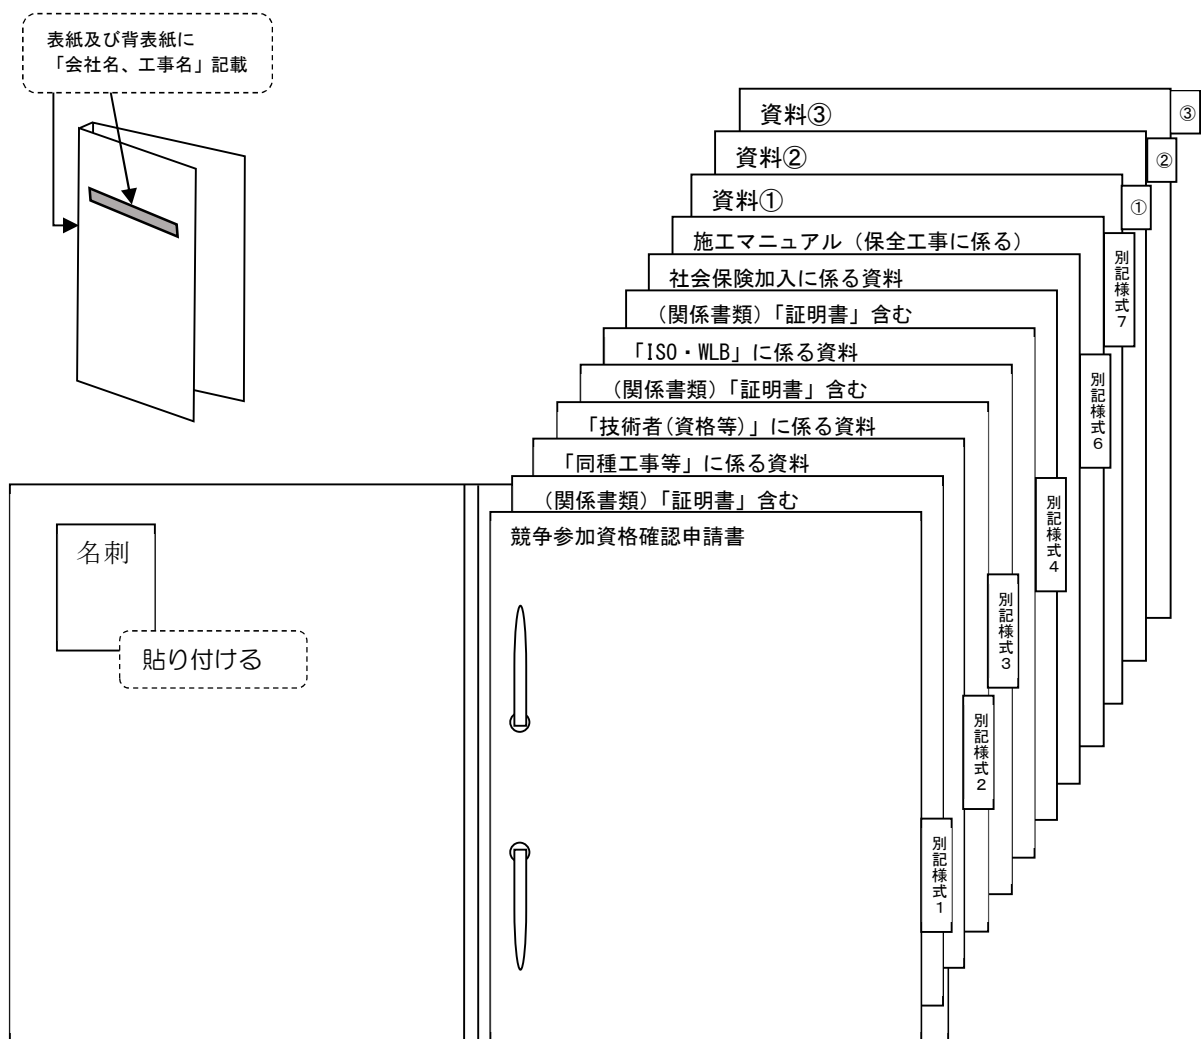 表紙及び背表紙に
「会社名、工事名」記載
資料③
③
資料②
②
資料①
①
施工マニュアル（保全工事に係る）
別記様式7
社会保険加入に係る資料
別記様式6
（関係書類）「証明書」含む
「ISO・WLB」に係る資料
別記様式4
（関係書類）「証明書」含む
「技術者(資格等)」に係る資料
別記様式3
「同種工事等」に係る資料
別記様式2
（関係書類）「証明書」含む
競争参加資格確認申請書
別記様式1
名刺
貼り付ける